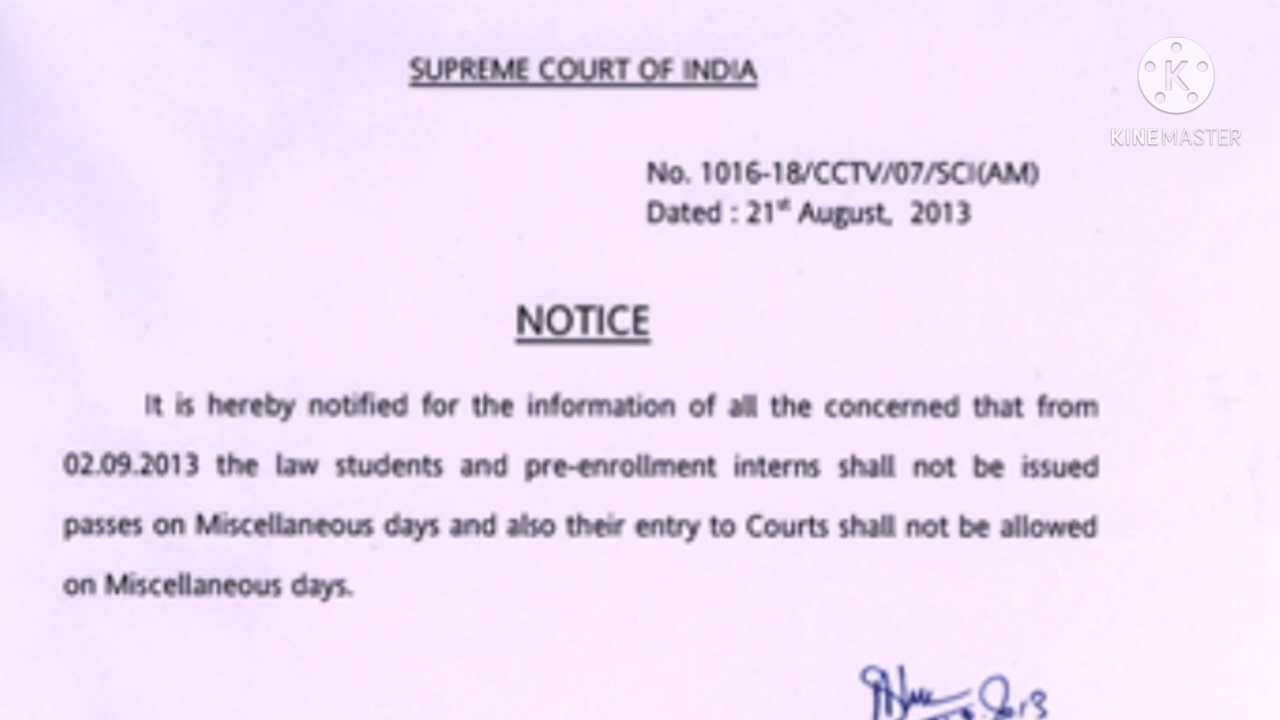 SUPREME COURT OF INDIA
KINEMASTER
No. 1016-18/CCTV/07/SCI(AM)
Dated : 21st August, 2013
NOTICE
It is hereby notified for the information of all the concerned that from
02.09.2013 the law students and pre-enrollment interns shall not be issued
passes on Miscellaneous days and also their entry to Courts shall not be allowed
on Miscellaneous days.